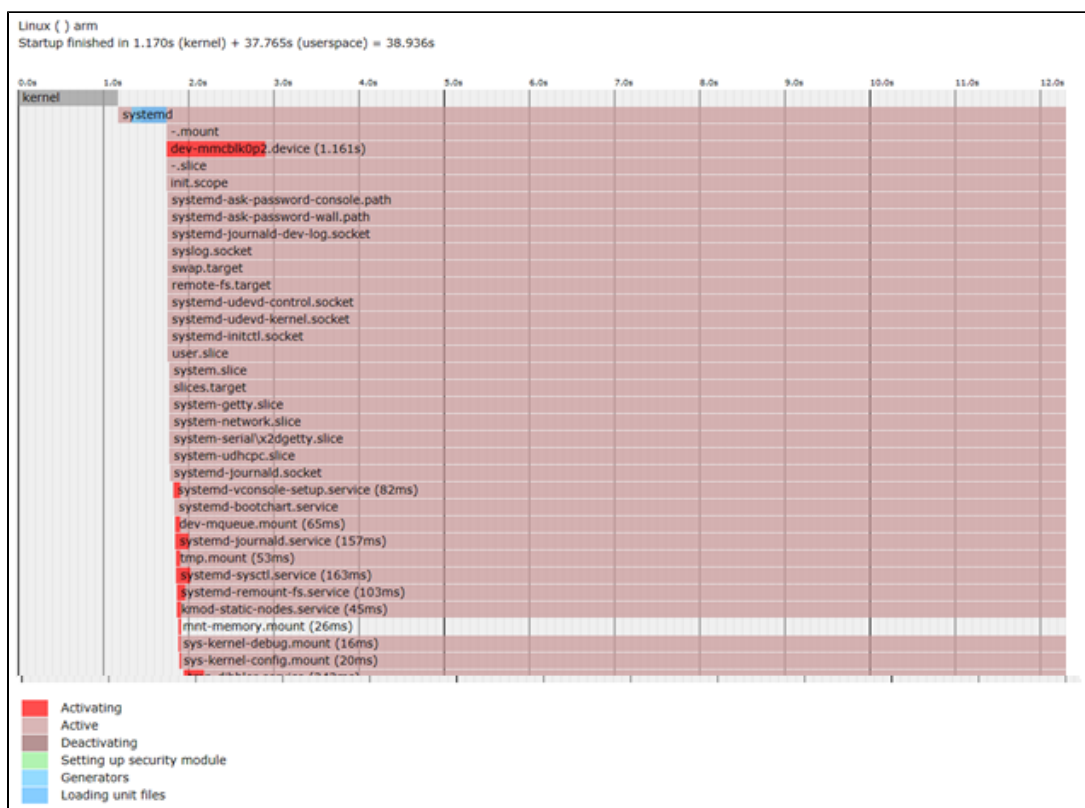 Linux ( ) arm
Startup finished in 1.170s (kernel) + 37.765s (userspace) = 38.936s
0.0s 1.0s 2.0s 3.0s 4.0s 5.0s 6.0s 7.0s 8.0s 9.0s 10.0s 11.0s 12.0s
kernel
systemd
-.mount
dev-mmcblk0p2.device (1.161s)
-.slice
init.scope
systemd-ask-password-console.path
systemd-ask-password-wall.path
systemd-journald-dev-log.socket
syslog.socket
swap.target
remote-fs.target
systemd-udevd-control.socket
systemd-udevd-kernel.socket
systemd-initctl.socket
user.slice
system.slice
slices.target
system-getty.slice
system-network.slice
system-serial\x2dgetty.slice
system-udhcpc.slice
systemd-journald.socket
systemd-vconsole-setup.service (82ms)
systemd-bootchart.service
dev-mqueue.mount (65ms)
systemd-journald.service (157ms)
tmp.mount (53ms)
systemd-sysctl.service (163ms)
systemd-remount-fs.service (103ms)
kmod-static-nodes.service (45ms)
mnt-memory.mount (26ms)
sys-kernel-debug.mount (16ms)
sys-kernel-config.mount (20ms)
Activating
Active
Deactivating
Setting up security module
Generators
Loading unit files